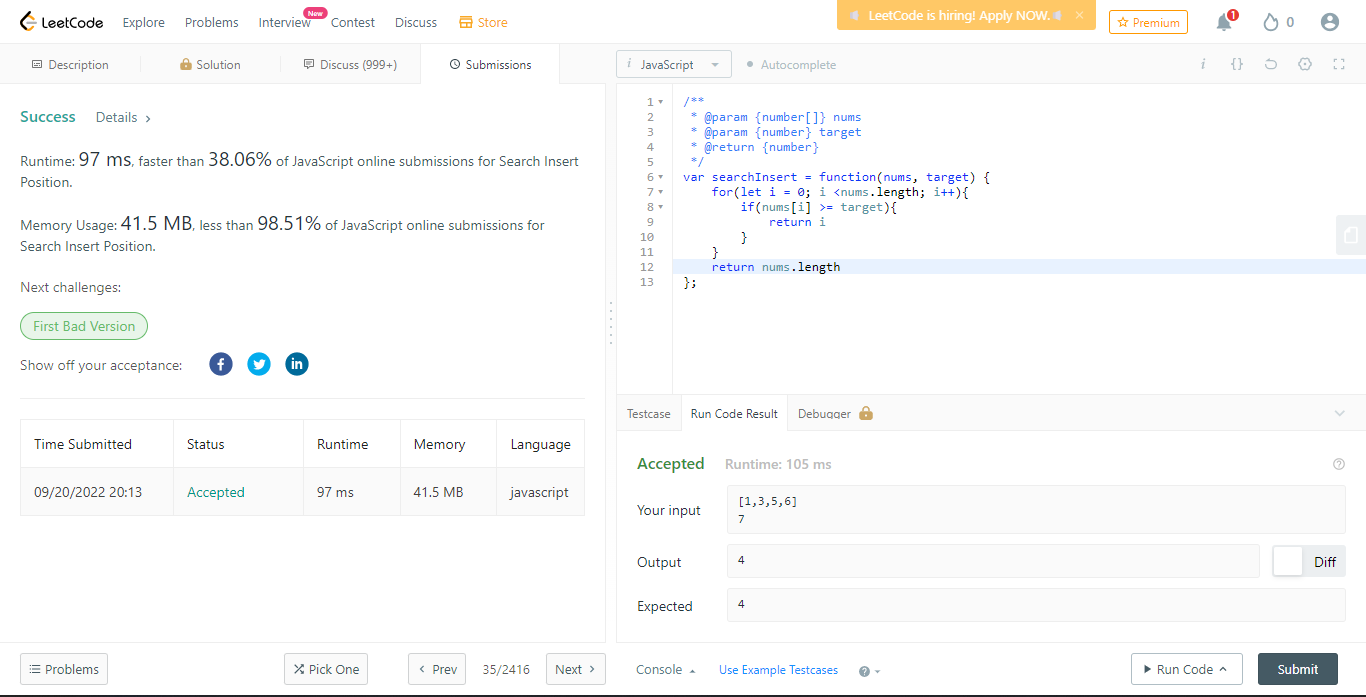 LeetCode Explore Problems Interview New Contest Discuss Store LeetCode is hiring! Apply NOW. × Premium 1 0
Description Solution Discuss (999+) Submissions
Success Details >
Runtime: 97 ms, faster than 38.06% of JavaScript online submissions for Search Insert
Position.
Memory Usage: 41.5 MB, less than 98.51% of JavaScript online submissions for
Search Insert Position.
Next challenges:
First Bad Version
Show off your acceptance:
Time Submitted Status Runtime Memory Language
09/20/2022 20:13 Accepted 97 ms 41.5 MB javascript
Problems Pick One < Prev 35/2416 Next >
i JavaScript Autocomplete i {}
1 /**
2  * @param {number[]} nums
3  * @param {number} target
4  * @return {number}
5  */
6 var searchInsert = function(nums, target) {
7     for(let i = 0; i <nums.length; i++){
8         if(nums[i] >= target){
9             return i
10         }
11     }
12     return nums.length
13 };
Testcase Run Code Result Debugger
Accepted Runtime: 105 ms
Your input [1,3,5,6]
7
Output 4 Diff
Expected 4
Console Use Example Testcases Run Code Submit